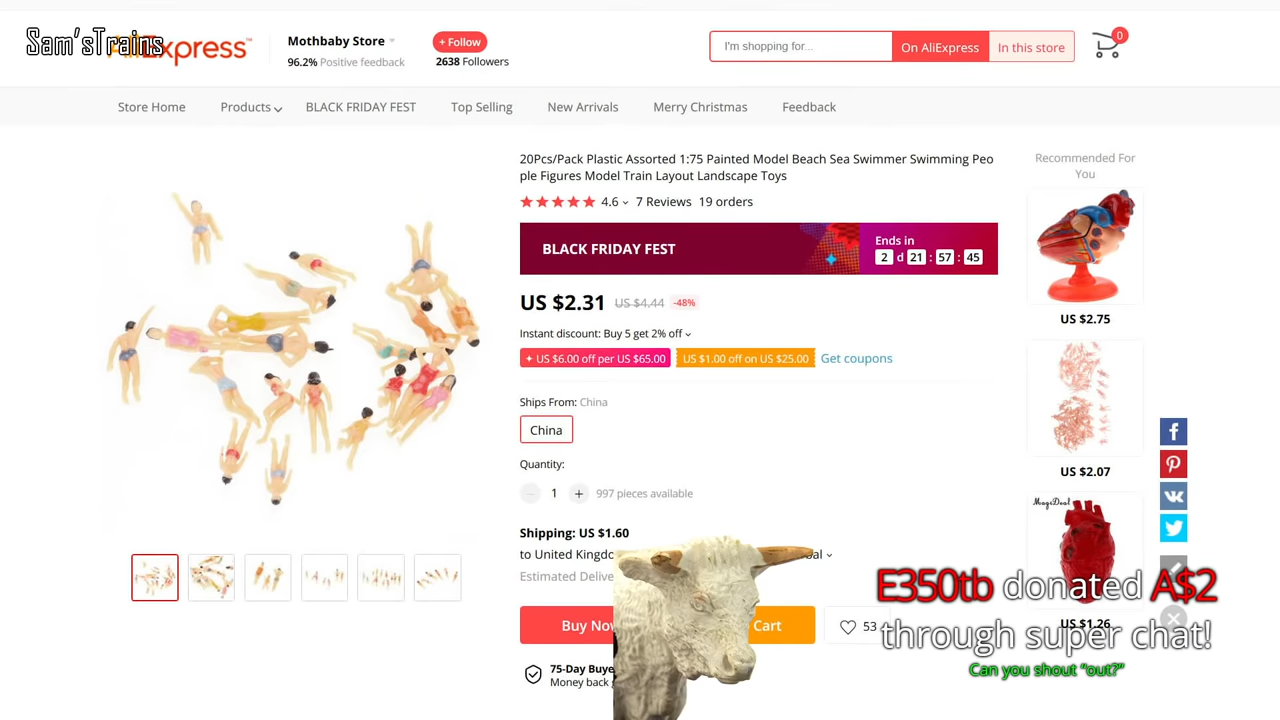 Sam'sTrains
AliExpress™
Mothbaby Store
96.2% Positive feedback
+ Follow
2638 Followers
I'm shopping for...
On AliExpress
In this store
0
Store Home
Products
BLACK FRIDAY FEST
Top Selling
New Arrivals
Merry Christmas
Feedback
20Pcs/Pack Plastic Assorted 1:75 Painted Model Beach Sea Swimmer Swimming Peo
ple Figures Model Train Layout Landscape Toys
4.6 7 Reviews 19 orders
BLACK FRIDAY FEST
Ends in
2 d 21 : 57 : 45
US $2.31 US $4.44 -48%
Instant discount: Buy 5 get 2% off
US $6.00 off per US $65.00
US $1.00 off on US $25.00
Get coupons
Ships From: China
China
Quantity:
1
997 pieces available
Shipping: US $1.60
to United
Estimated
Buy
Cart
53
75-Day
Money back
Recommended For
You
US $2.75
US $2.07
MagiDeal
US $1.26
E350tb donated A$2
through super chat!
Can you shout "out?"